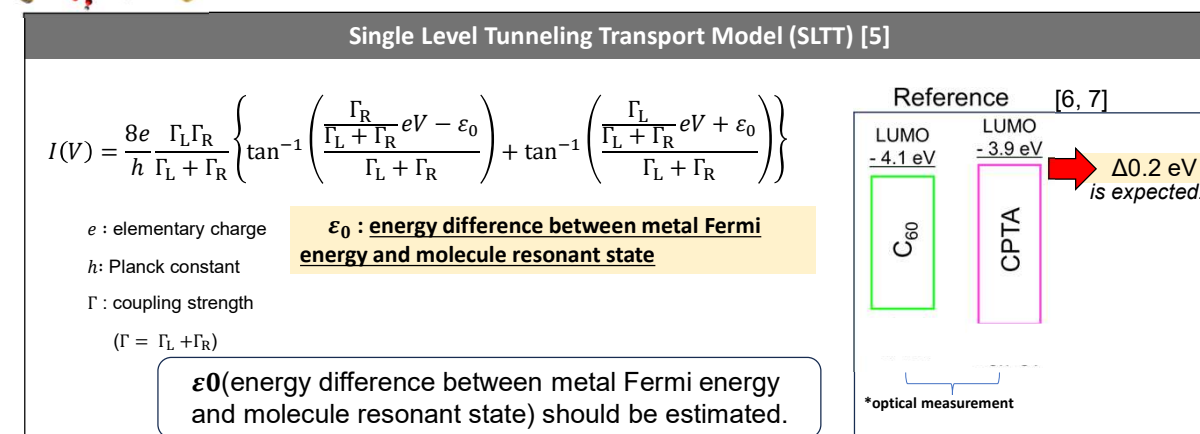 Single Level Tunneling Transport Model (SLTT) [5]
I(V) = 8e/h Γ_LΓ_R/(Γ_L + Γ_R) {tan⁻¹((Γ_R/(Γ_L + Γ_R) eV − ε₀)/(Γ_L + Γ_R)) + tan⁻¹((Γ_L/(Γ_L + Γ_R) eV + ε₀)/(Γ_L + Γ_R))}
e : elementary charge
h: Planck constant
Γ : coupling strength
(Γ = Γ_L +Γ_R)
ε₀ : energy difference between metal Fermi
energy and molecule resonant state
ε0(energy difference between metal Fermi energy
and molecule resonant state) should be estimated.
Reference [6, 7]
LUMO
- 4.1 eV
C₆₀
LUMO
- 3.9 eV
CPTA
Δ0.2 eV
is expected.
*optical measurement